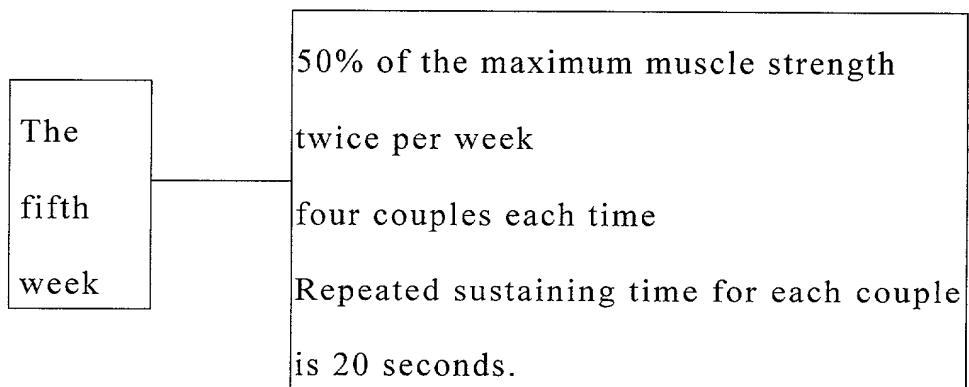 The
fifth
week
50% of the maximum muscle strength
twice per week
four couples each time
Repeated sustaining time for each couple
is 20 seconds.